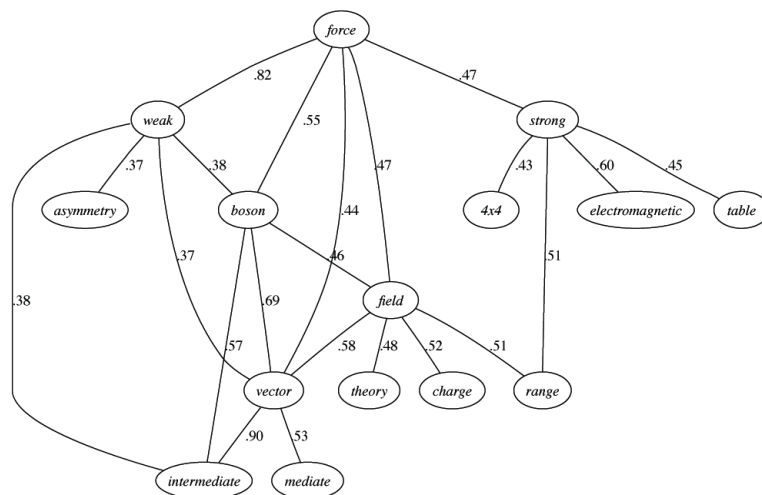 force
.82
.47
.55
weak
strong
.37
.38
.47
.43
.60
.45
asymmetry
boson
.44
4x4
electromagnetic
table
.37
.46
.51
.38
.69
field
.57
.58
.48
.52
.51
vector
theory
charge
range
.90
.53
intermediate
mediate